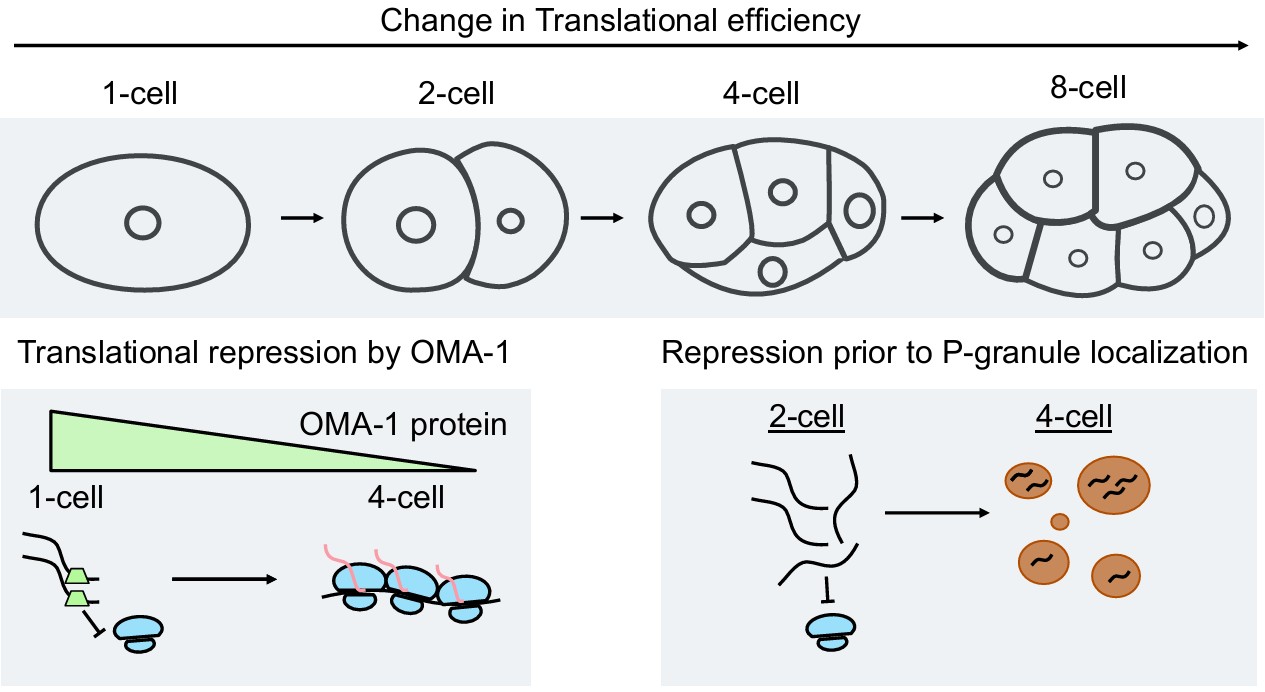 Change in Translational efficiency
1-cell
2-cell
4-cell
8-cell
Translational repression by OMA-1
OMA-1 protein
1-cell
4-cell
Repression prior to P-granule localization
2-cell
4-cell